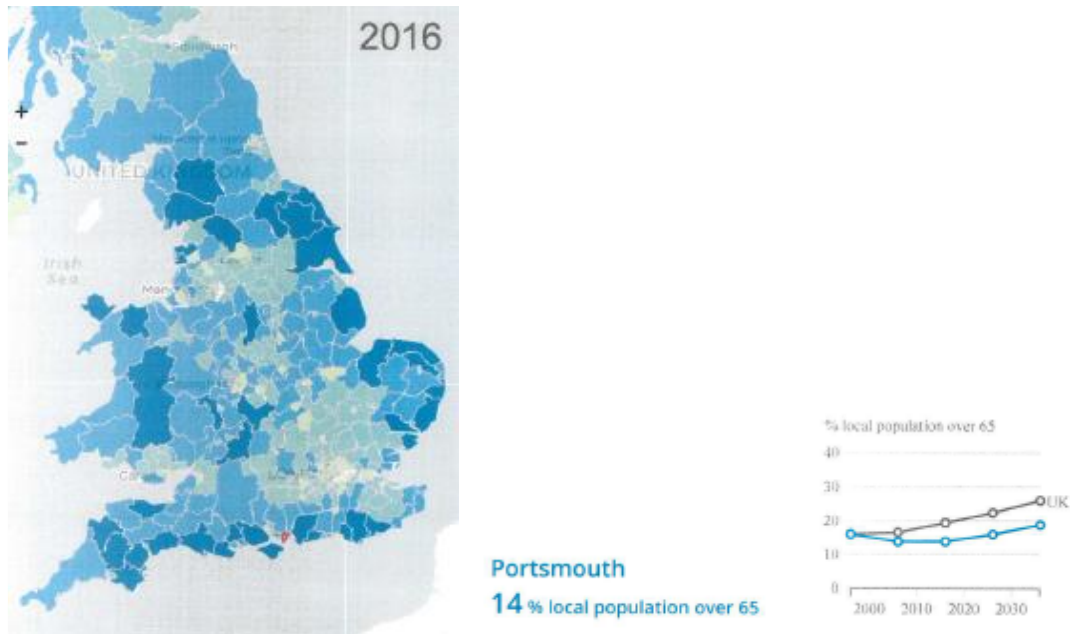 2016
Edinburgh
+
−
UNITED KINGDOM
Irish
Sea
Portsmouth
14 % local population over 65
% local population over 65
40
30
20
10
0
UK
2000 2010 2020 2030